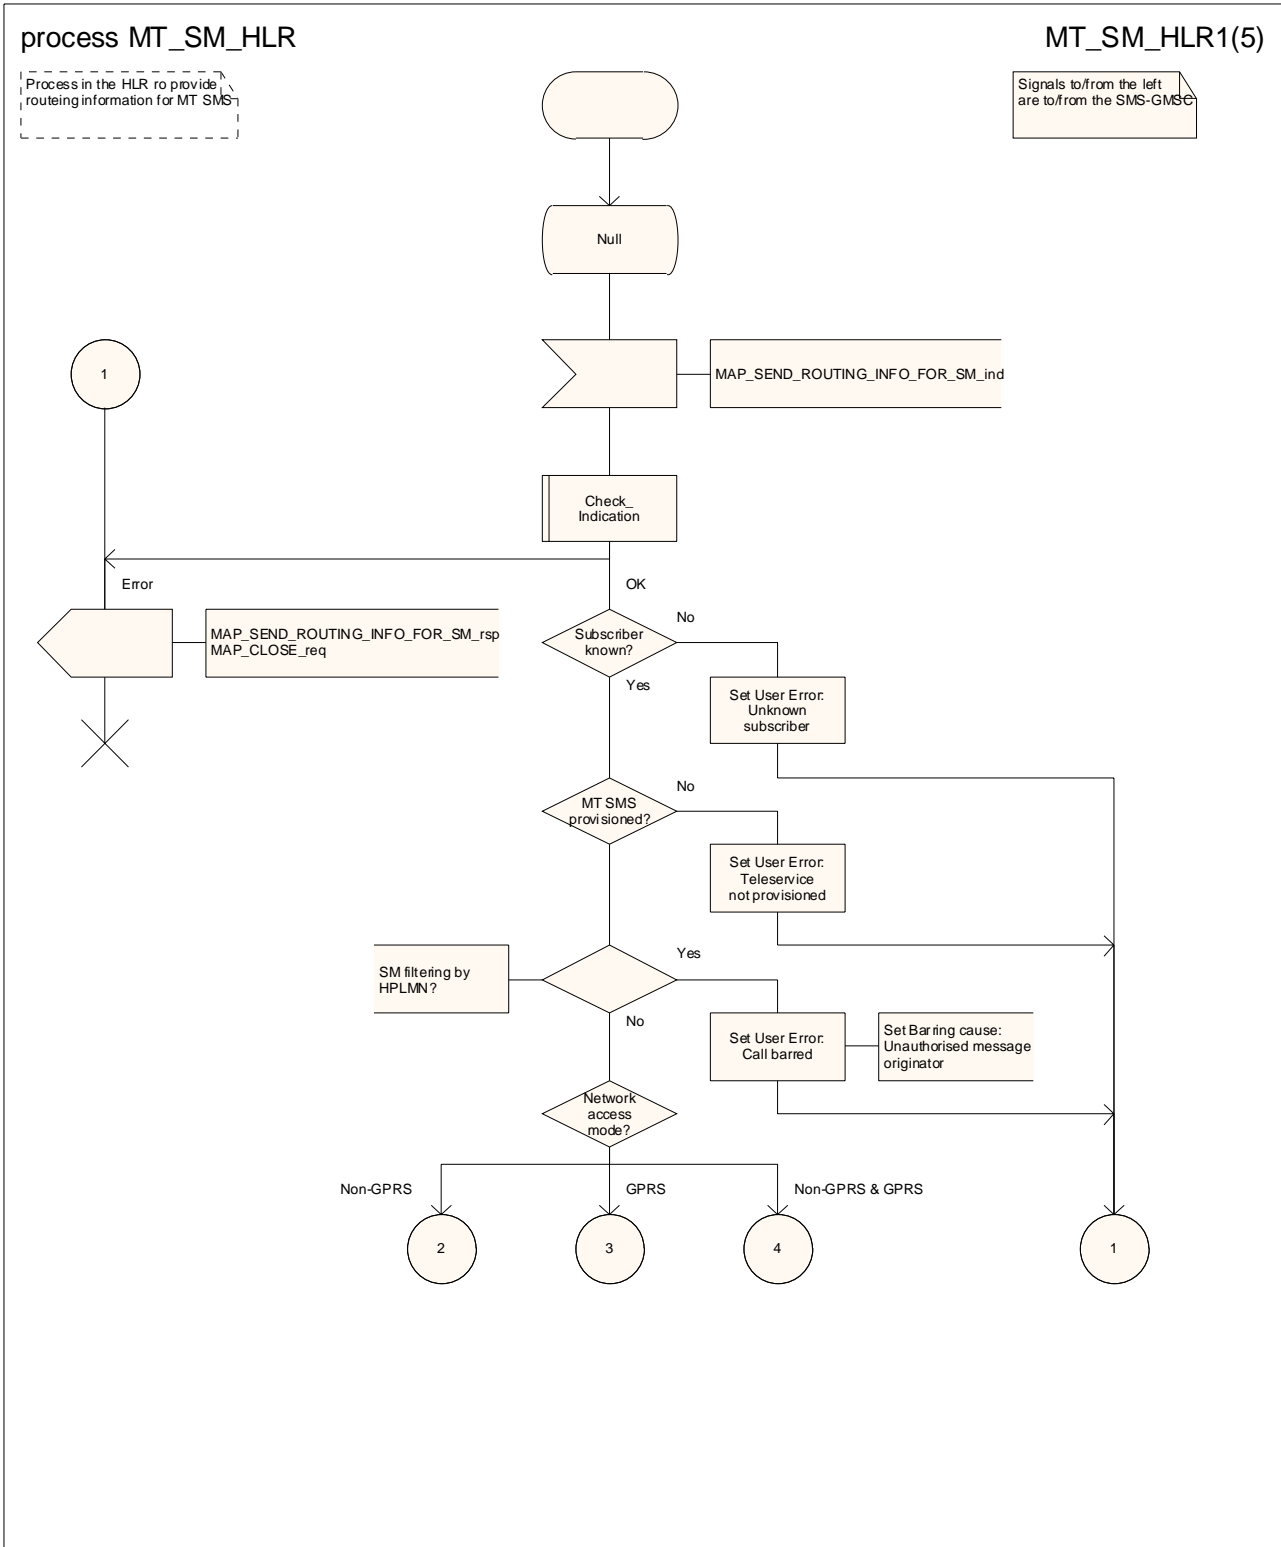 process MT_SM_HLR
MT_SM_HLR1(5)
Process in the HLR ro provide
routeing information for MT SMS
Signals to/from the left
are to/from the SMS-GMSC
Null
1
MAP_SEND_ROUTING_INFO_FOR_SM_ind
Check_
Indication
Error
OK
MAP_SEND_ROUTING_INFO_FOR_SM_rsp
MAP_CLOSE_req
Subscriber
known?
No
Yes
Set User Error:
Unknown
subscriber
MT SMS
provisioned?
No
Set User Error:
Teleservice
not provisioned
SM filtering by
HPLMN?
Yes
No
Set User Error:
Call barred
Set Barring cause:
Unauthorised message
originator
Network
access
mode?
Non-GPRS
GPRS
Non-GPRS & GPRS
2
3
4
1